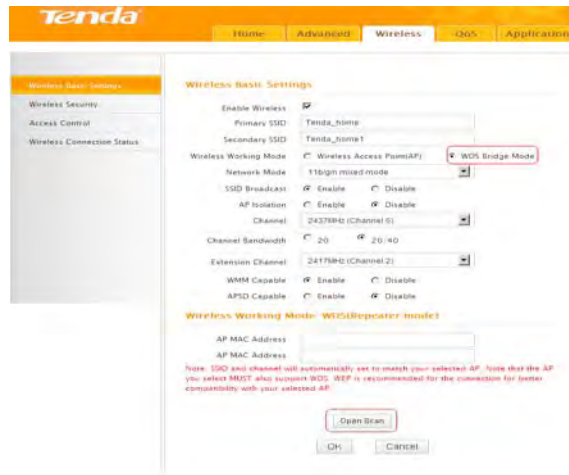 Tenda
Home Advanced Wireless QoS Application
Wireless Basic Settings
Wireless Security
Access Control
Wireless Connection Status
Wireless Basic Settings
Enable Wireless
Primary SSID Tenda_home
Secondary SSID Tenda_home1
Wireless Working Mode Wireless Access Point(AP) WDS Bridge Mode
Network Mode 11b/g/n mixed mode
SSID Broadcast Enable Disable
AP Isolation Enable Disable
Channel 2437MHz (Channel 6)
Channel Bandwidth 20 20/40
Extension Channel 2417MHz (Channel 2)
WMM Capable Enable Disable
APSD Capable Enable Disable
Wireless Working Mode: WDS(Repeater mode)
AP MAC Address
AP MAC Address
Note: SSID and channel will automatically set to match your selected AP. Note that the AP
you select MUST also support WDS. WEP is recommended for the connection for better
compatibility with your selected AP.
Open Scan
OK Cancel